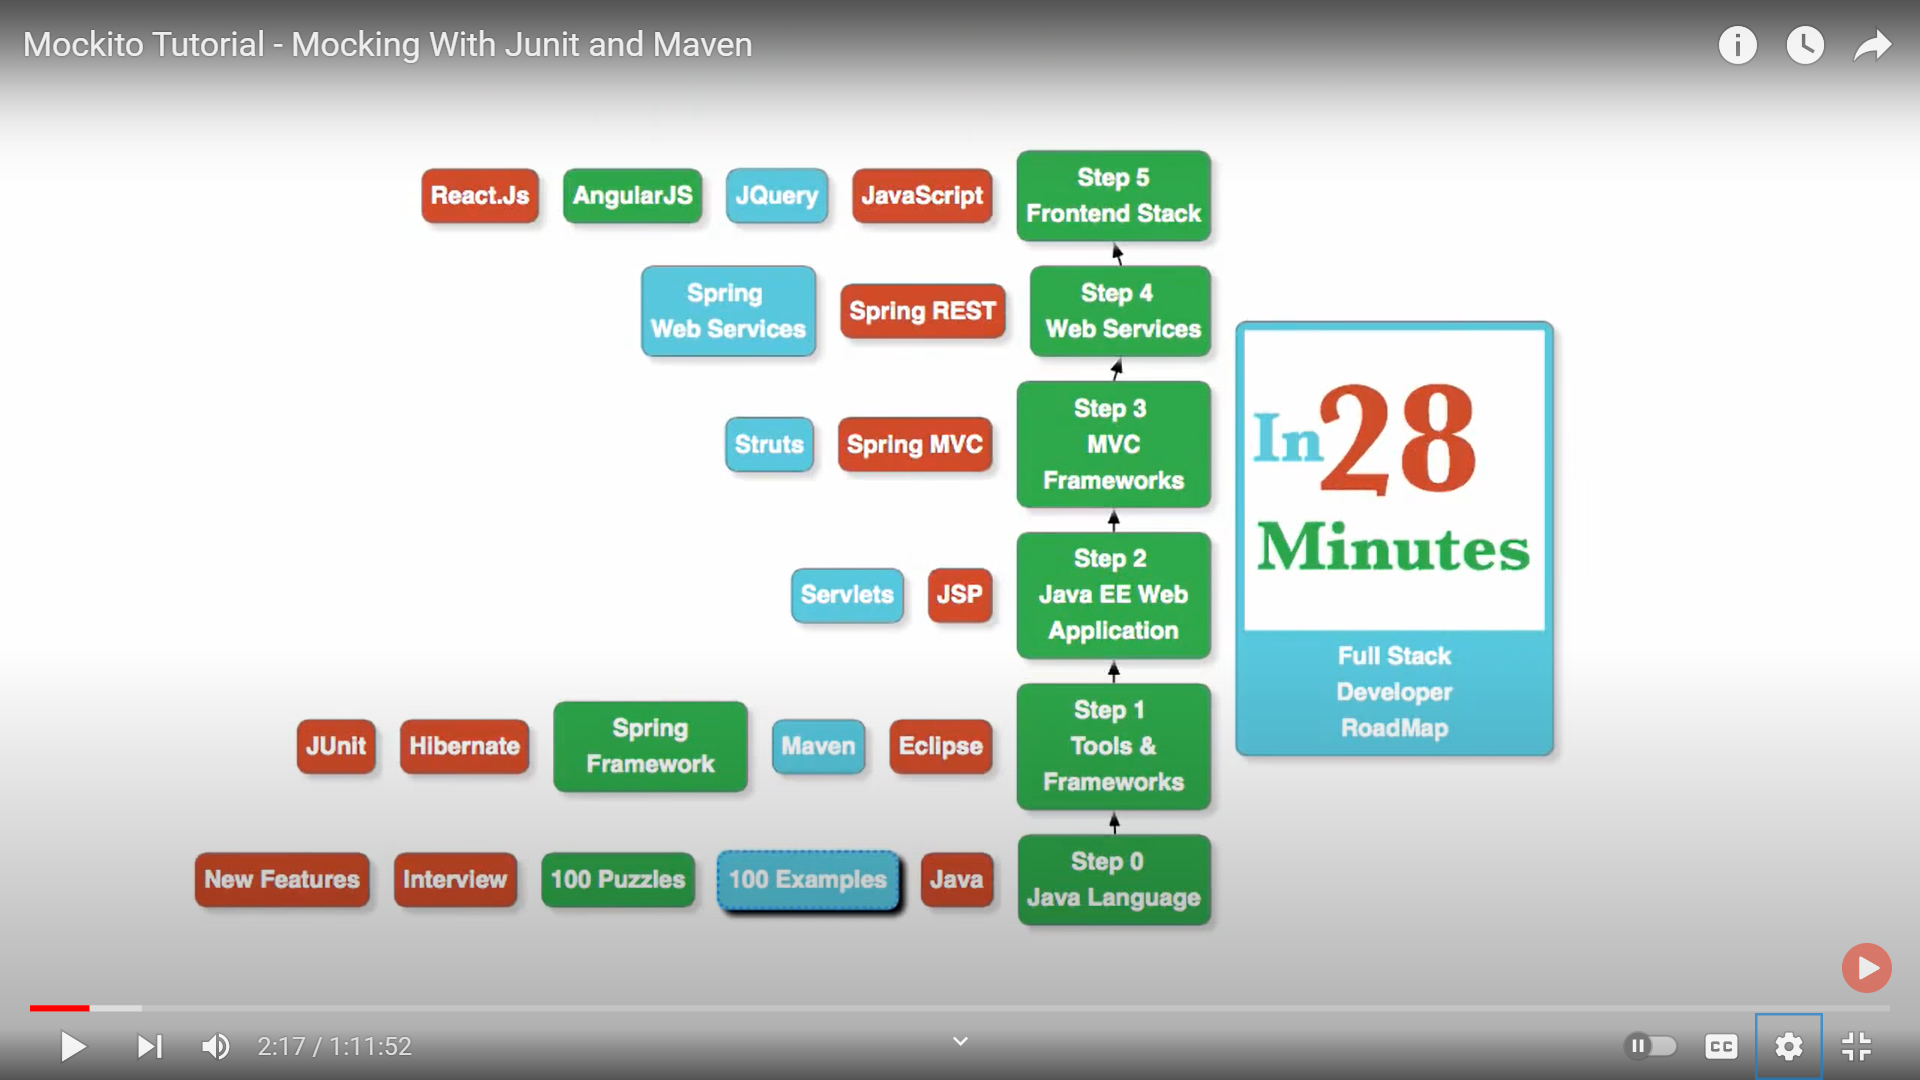 Mockito Tutorial - Mocking With Junit and Maven
React.Js
AngularJS
JQuery
JavaScript
Step 5
Frontend Stack
Spring
Web Services
Spring REST
Step 4
Web Services
Struts
Spring MVC
Step 3
MVC
Frameworks
Servlets
JSP
Step 2
Java EE Web
Application
JUnit
Hibernate
Spring
Framework
Maven
Eclipse
Step 1
Tools &
Frameworks
New Features
Interview
100 Puzzles
100 Examples
Java
Step 0
Java Language
In28
Minutes
Full Stack
Developer
RoadMap
2:17 / 1:11:52
CC